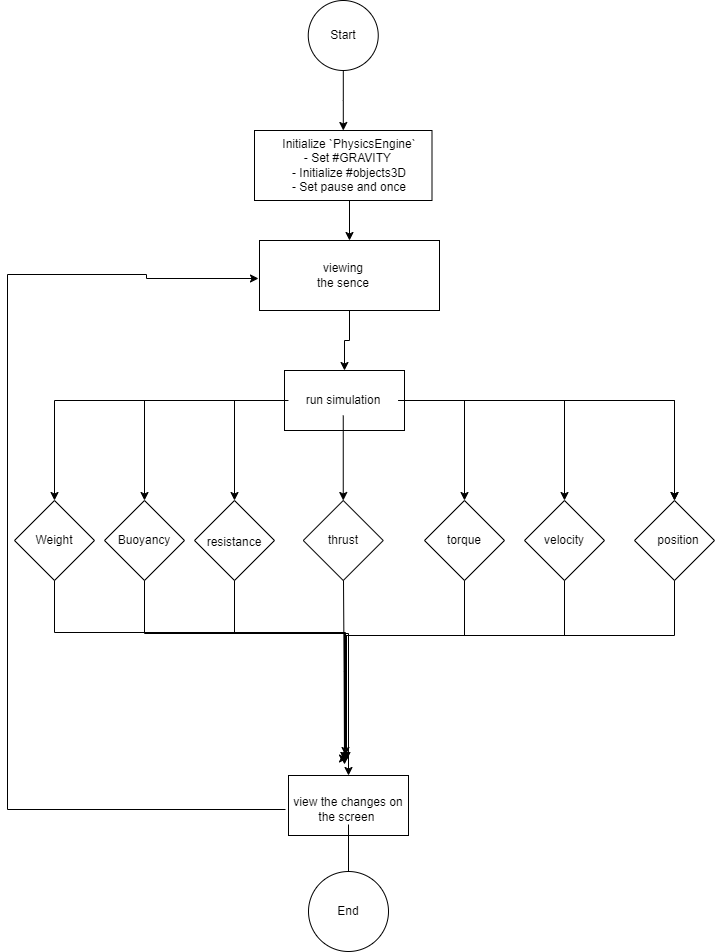 Start
Initialize `PhysicsEngine`
- Set #GRAVITY
- Initialize #objects3D
- Set pause and once
viewing
the sence
run simulation
Weight
Buoyancy
resistance
thrust
torque
velocity
position
view the changes on
the screen
End